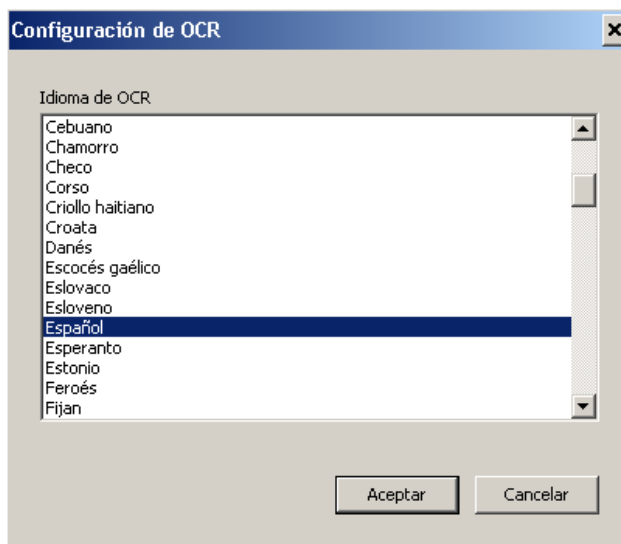 Configuración de OCR
Idioma de OCR
Cebuano
Chamorro
Checo
Corso
Criollo haitiano
Croata
Danés
Escocés gaélico
Eslovaco
Esloveno
Español
Esperanto
Estonio
Feroés
Fijan
Aceptar
Cancelar